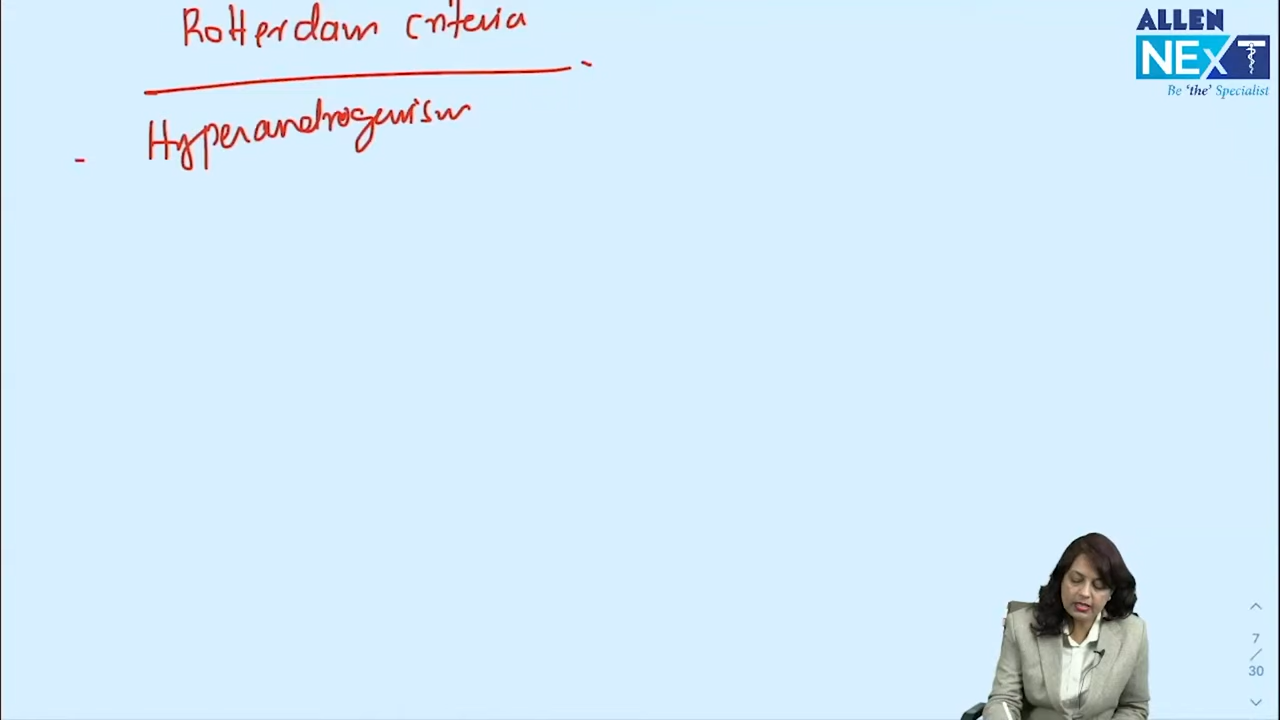 Rotterdam criteria
- Hyperandrogenism
ALLEN
NEXT
Be 'the' Specialist
7
/
30